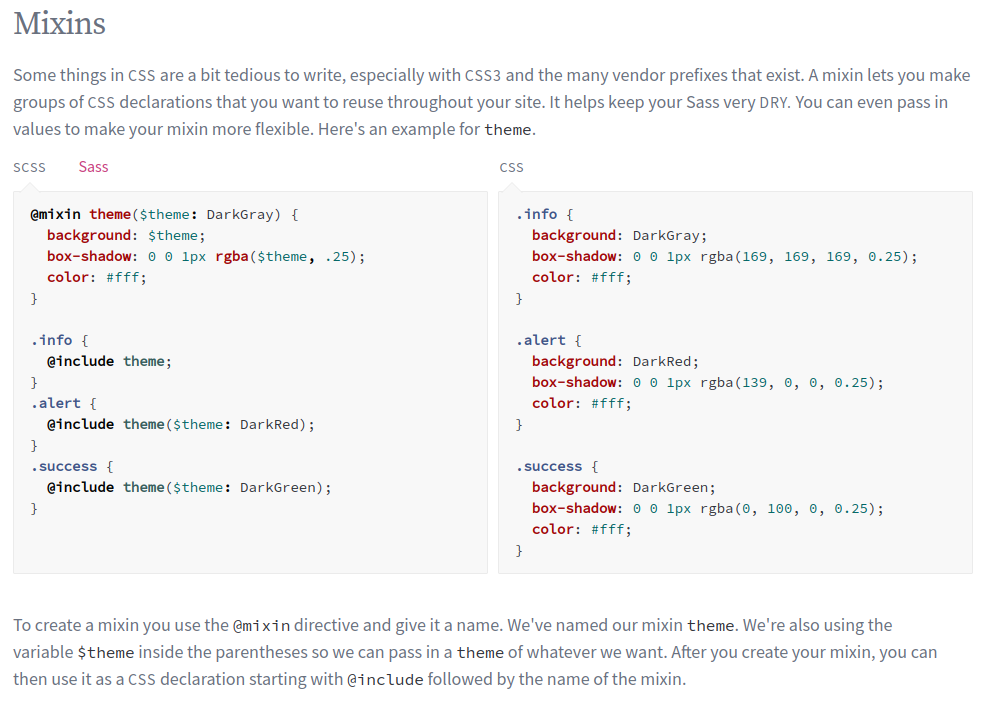 Mixins
Some things in CSS are a bit tedious to write, especially with CSS3 and the many vendor prefixes that exist. A mixin lets you make
groups of CSS declarations that you want to reuse throughout your site. It helps keep your Sass very DRY. You can even pass in
values to make your mixin more flexible. Here's an example for theme.
SCSS Sass
@mixin theme($theme: DarkGray) {
  background: $theme;
  box-shadow: 0 0 1px rgba($theme, .25);
  color: #fff;
}

.info {
  @include theme;
}
.alert {
  @include theme($theme: DarkRed);
}
.success {
  @include theme($theme: DarkGreen);
}
CSS
.info {
  background: DarkGray;
  box-shadow: 0 0 1px rgba(169, 169, 169, 0.25);
  color: #fff;
}

.alert {
  background: DarkRed;
  box-shadow: 0 0 1px rgba(139, 0, 0, 0.25);
  color: #fff;
}

.success {
  background: DarkGreen;
  box-shadow: 0 0 1px rgba(0, 100, 0, 0.25);
  color: #fff;
}
To create a mixin you use the @mixin directive and give it a name. We've named our mixin theme. We're also using the
variable $theme inside the parentheses so we can pass in a theme of whatever we want. After you create your mixin, you can
then use it as a CSS declaration starting with @include followed by the name of the mixin.